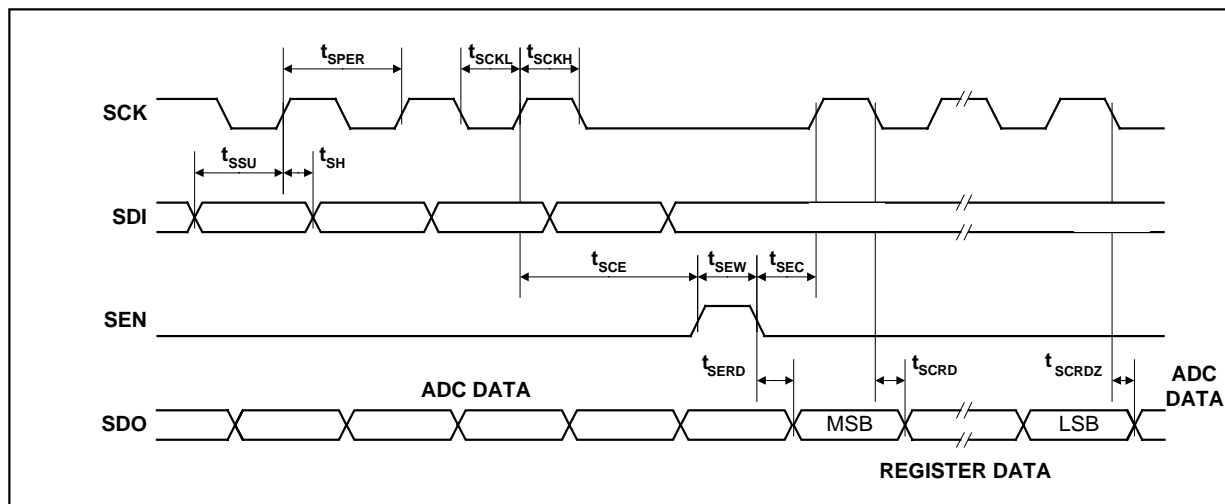 tSPER
tSCKL
tSCKH
SCK
tSSU
tSH
SDI
tSCE
tSEW
tSEC
SEN
tSERD
tSCRD
tSCRDZ
ADC DATA
ADC
DATA
SDO
MSB
LSB
REGISTER DATA